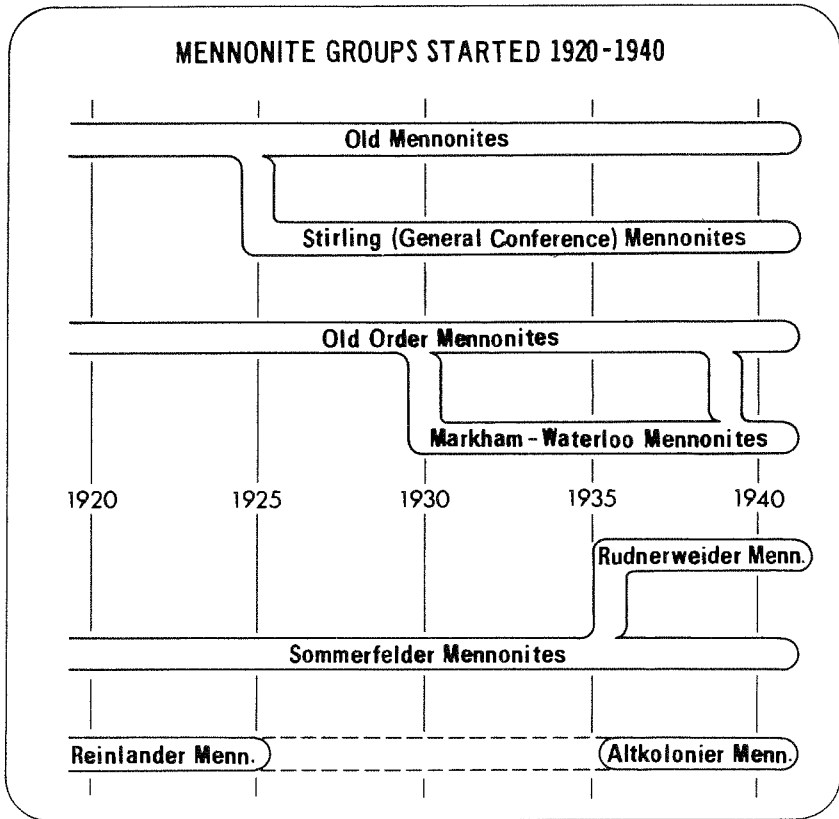 MENNONITE GROUPS STARTED 1920-1940
Old Mennonites
Stirling (General Conference) Mennonites
Old Order Mennonites
Markham-Waterloo Mennonites
1920 1925 1930 1935 1940
Rudnerweider Menn.
Sommerfelder Mennonites
Reinlander Menn. Altkolonier Menn.